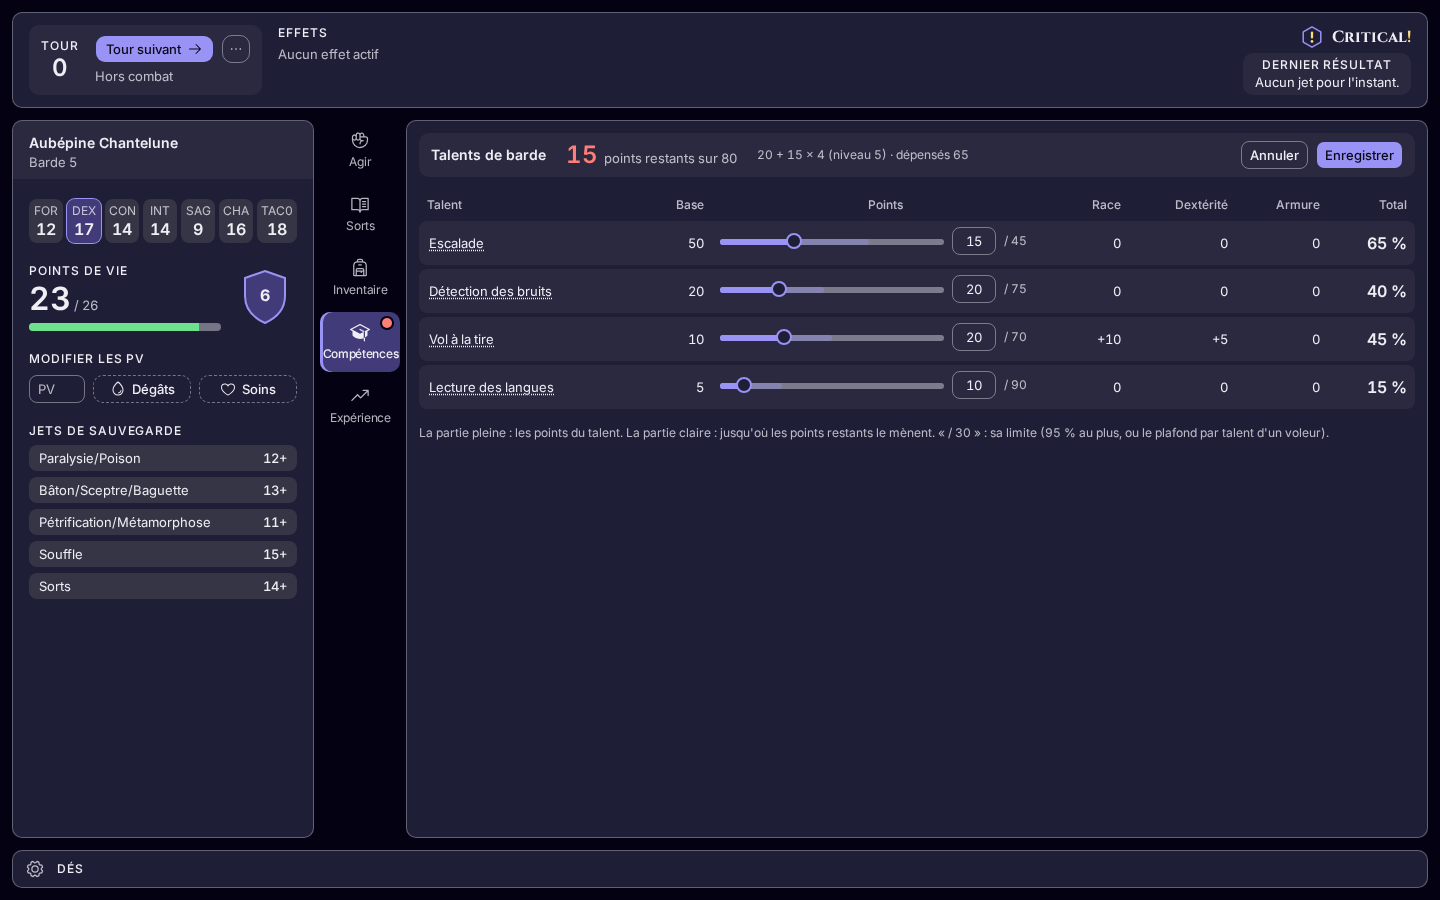 TOUR
0
Tour suivant →
...
Hors combat
EFFETS
Aucun effet actif
CRITICAL!
DERNIER RÉSULTAT
Aucun jet pour l'instant.
Aubépine Chantelune
Barde 5
FOR DEX CON INT SAG CHA TAC0
12 17 14 14 9 16 18
POINTS DE VIE
23 / 26
6
MODIFIER LES PV
PV Dégâts Soins
JETS DE SAUVEGARDE
Paralysie/Poison 12+
Bâton/Sceptre/Baguette 13+
Pétrification/Métamorphose 11+
Souffle 15+
Sorts 14+
Agir
Sorts
Inventaire
Compétences
Expérience
Talents de barde 15 points restants sur 80 20 + 15 × 4 (niveau 5) · dépensés 65 Annuler Enregistrer
Talent Base Points Race Dextérité Armure Total
Escalade 50 15 / 45 0 0 0 65 %
Détection des bruits 20 20 / 75 0 0 0 40 %
Vol à la tire 10 20 / 70 +10 +5 0 45 %
Lecture des langues 5 10 / 90 0 0 0 15 %
La partie pleine : les points du talent. La partie claire : jusqu'où les points restants le mènent. « / 30 » : sa limite (95 % au plus, ou le plafond par talent d'un voleur).
DÉS